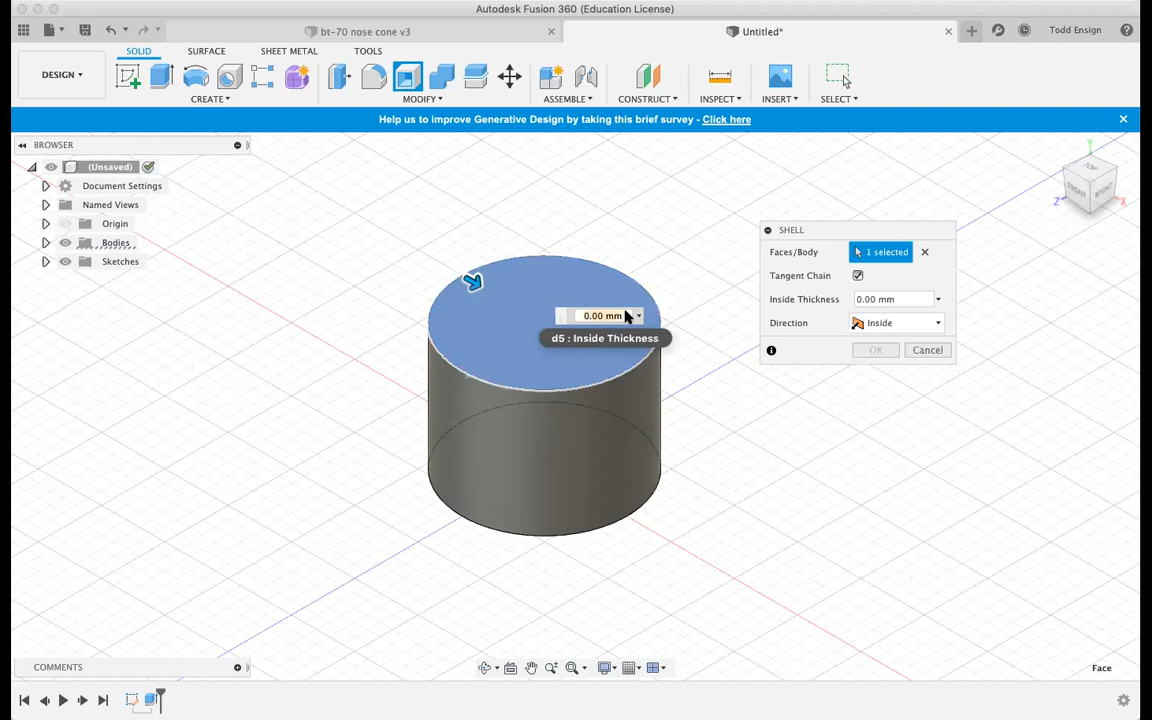 Autodesk Fusion 360 (Education License)
bt-70 nose cone v3
Untitled*
Todd Ensign
SOLID SURFACE SHEET METAL TOOLS
DESIGN
CREATE MODIFY ASSEMBLE CONSTRUCT INSPECT INSERT SELECT
Help us to improve Generative Design by taking this brief survey - Click here
BROWSER
(Unsaved)
Document Settings
Named Views
Origin
Bodies
Sketches
Y
TOP
FRONT
RIGHT
Z
X
SHELL
Faces/Body 1 selected
Tangent Chain
Inside Thickness 0.00 mm
Direction Inside
OK Cancel
0.00 mm
d5 : Inside Thickness
COMMENTS
Face